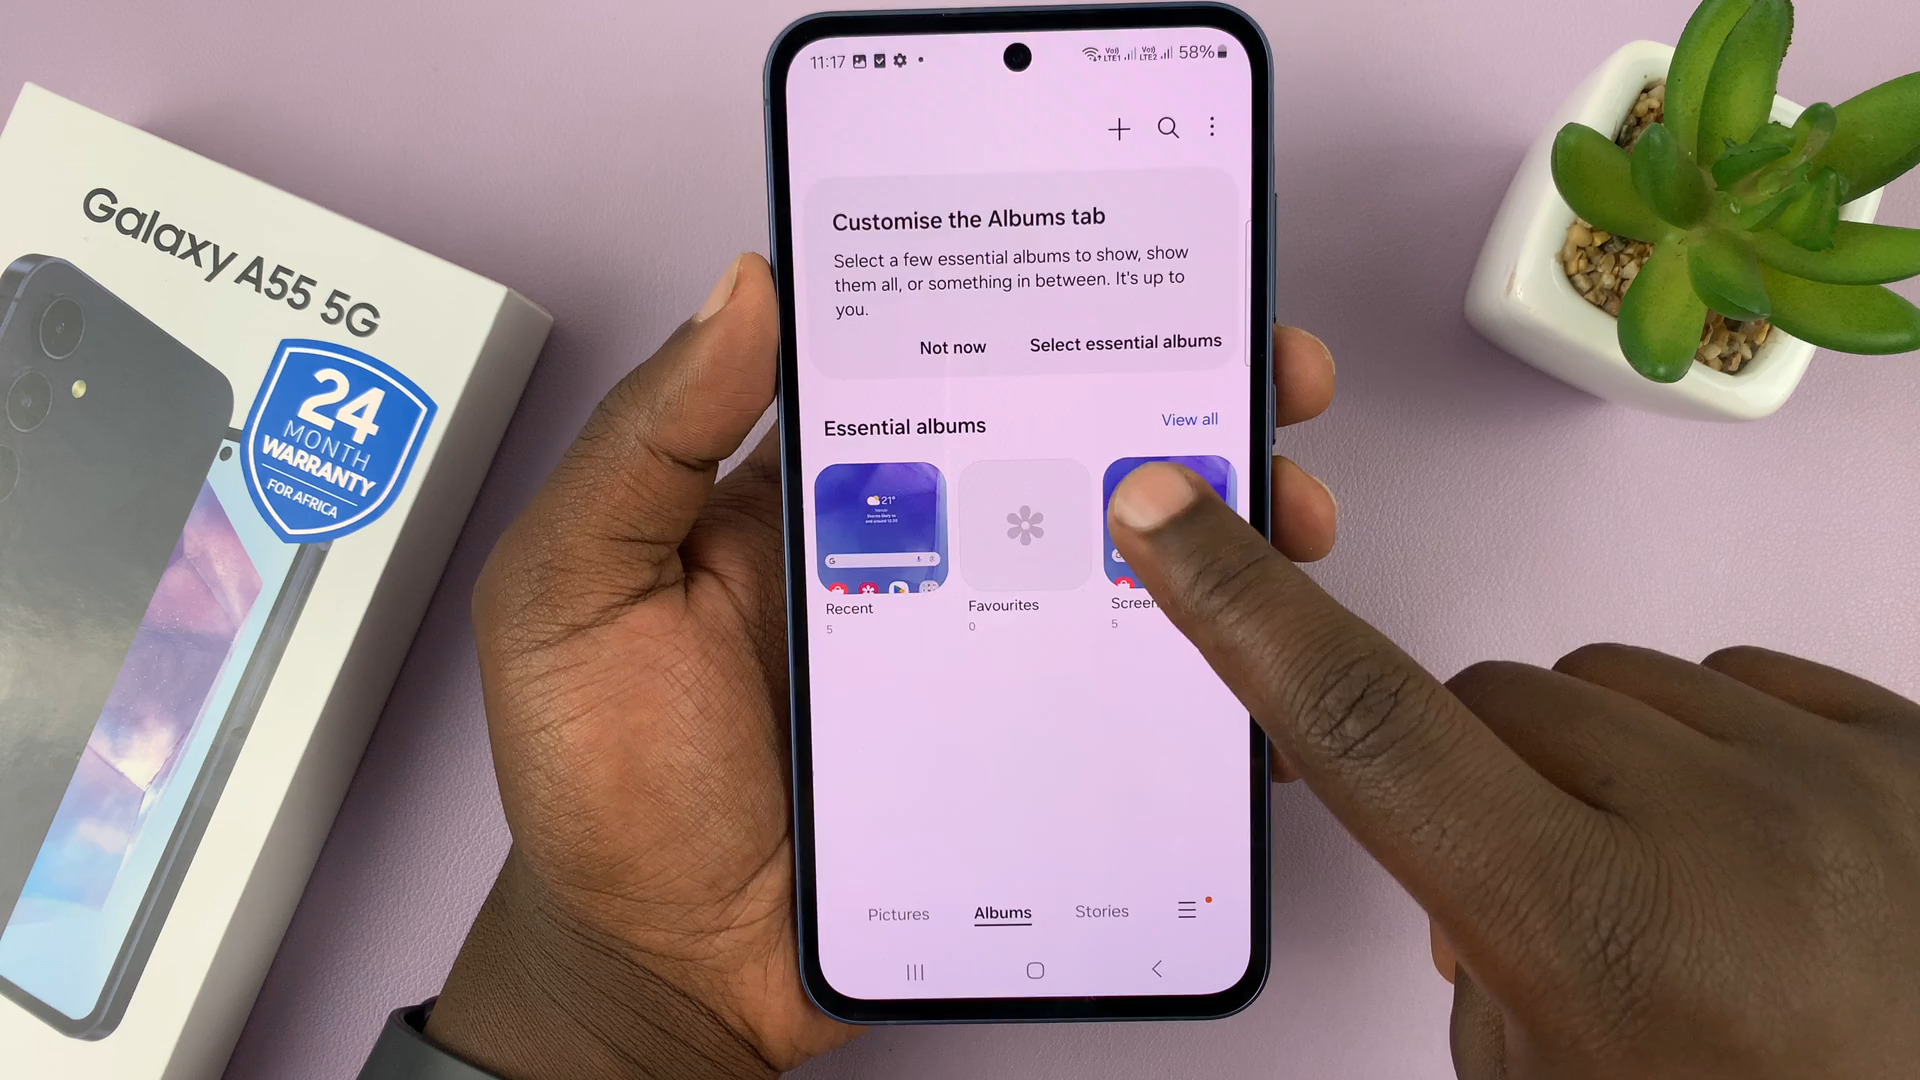 Galaxy A55 5G
24
MONTH
WARRANTY
FOR AFRICA
11:17
58%
Customise the Albums tab
Select a few essential albums to show, show
them all, or something in between. It's up to
you.
Not now
Select essential albums
Essential albums
View all
21°
Recent
5
Favourites
0
Screen
5
Pictures
Albums
Stories